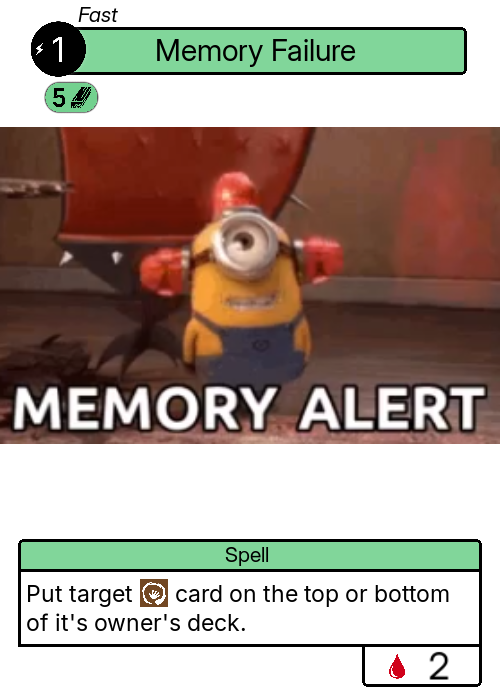 Fast
1
Memory Failure
5
MEMORY ALERT
Spell
Put target card on the top or bottom
of it's owner's deck.
2